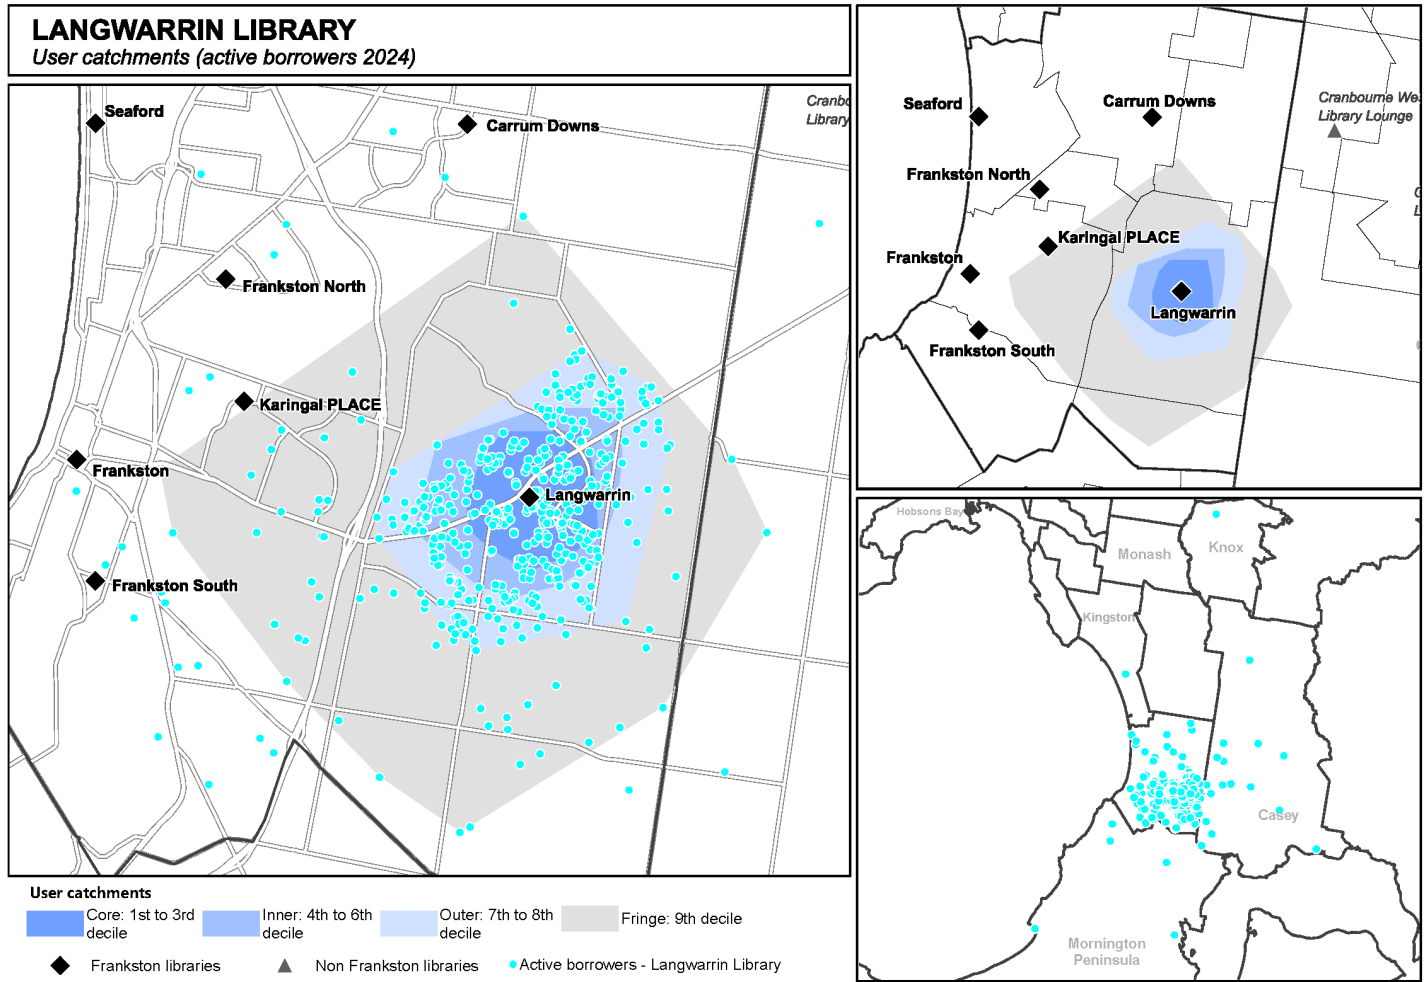 LANGWARRIN LIBRARY
User catchments (active borrowers 2024)
Seaford
Carrum Downs
Library
Frankston North
Karingal PLACE
Frankston
Langwarrin
Frankston South
Seaford
Carrum Downs
Library Lounge
Frankston North
Karingal PLACE
Frankston
Langwarrin
Frankston South
Hobsons Bay
Monash
Knox
Kingston
Casey
Mornington
Peninsula
User catchments
Core: 1st to 3rd
decile
Inner: 4th to 6th
decile
Outer: 7th to 8th
decile
Fringe: 9th decile
Frankston libraries
Non Frankston libraries
Active borrowers - Langwarrin Library